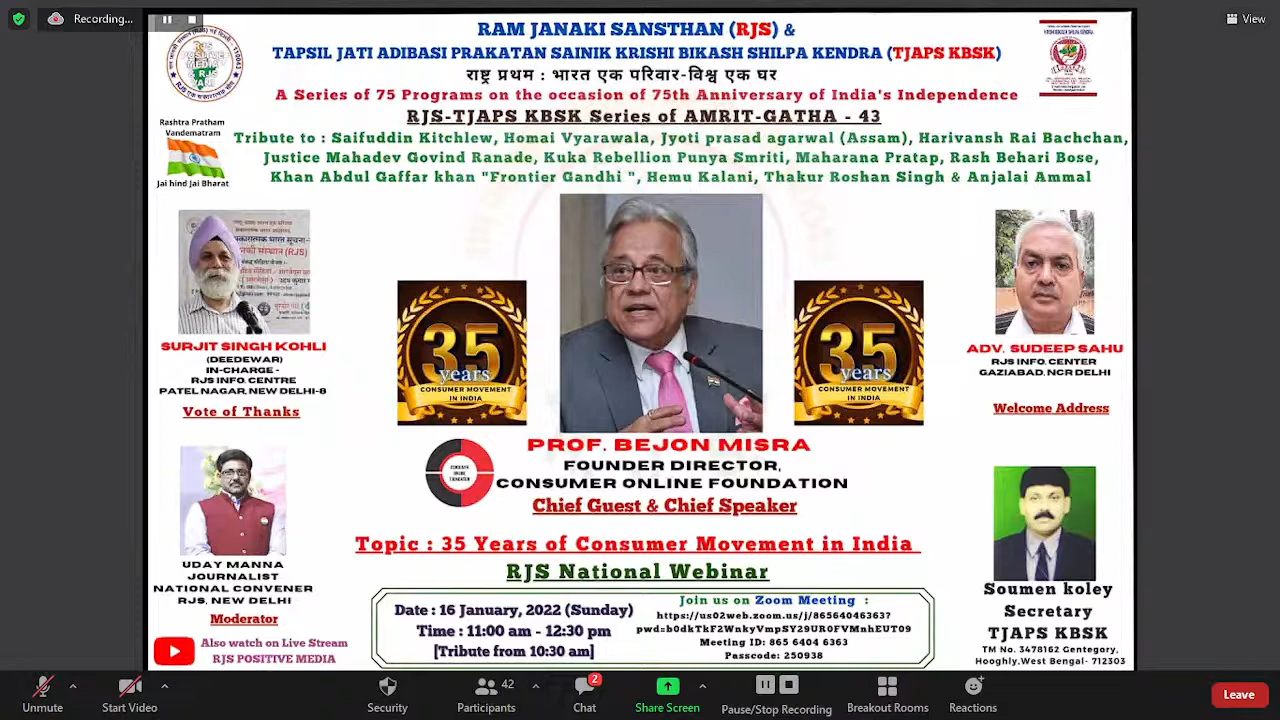 Recording...
View
RAM JANAKI SANSTHAN (RJS) &
TAPSIL JATI ADIBASI PRAKATAN SAINIK KRISHI BIKASH SHILPA KENDRA (TJAPS KBSK)
राष्ट्र प्रथम : भारत एक परिवार-विश्व एक घर
A Series of 75 Programs on the occasion of 75th Anniversary of India's Independence
RJS-TJAPS KBSK Series of AMRIT-GATHA - 43
Rashtra Pratham
Vandematram
Jai hind Jai Bharat
Tribute to : Saifuddin Kitchlew, Homai Vyarawala, Jyoti prasad agarwal (Assam), Harivansh Rai Bachchan,
Justice Mahadev Govind Ranade, Kuka Rebellion Punya Smriti, Maharana Pratap, Rash Behari Bose,
Khan Abdul Gaffar khan "Frontier Gandhi ", Hemu Kalani, Thakur Roshan Singh & Anjalai Ammal
SURJIT SINGH KOHLI
(DEEDEWAR)
IN-CHARGE -
RJS INFO. CENTRE
PATEL NAGAR, NEW DELHI-8
Vote of Thanks
35
years
CONSUMER MOVEMENT
IN INDIA
35
years
CONSUMER MOVEMENT
IN INDIA
ADV. SUDEEP SAHU
RJS INFO. CENTER
GAZIABAD, NCR DELHI
Welcome Address
PROF. BEJON MISRA
FOUNDER DIRECTOR,
CONSUMER ONLINE FOUNDATION
CONSUMER
ONLINE
FOUNDATION
Chief Guest & Chief Speaker
Topic : 35 Years of Consumer Movement in India
RJS National Webinar
UDAY MANNA
JOURNALIST
NATIONAL CONVENER
RJS, NEW DELHI
Moderator
Also watch on Live Stream
RJS POSITIVE MEDIA
Date : 16 January, 2022 (Sunday)
Time : 11:00 am - 12:30 pm
[Tribute from 10:30 am]
Join us on Zoom Meeting :
https://us02web.zoom.us/j/86564046363?
pwd=b0dkTkF2WnkyVmpSY29UR0FVMnhEUT09
Meeting ID: 865 6404 6363
Passcode: 250938
Soumen koley
Secretary
TJAPS KBSK
TM No. 3478162 Gentegory,
Hooghly,West Bengal- 712303
Unmute
Start Video
Security
Participants
42
Chat
2
Share Screen
Pause/Stop Recording
Breakout Rooms
Reactions
Leave